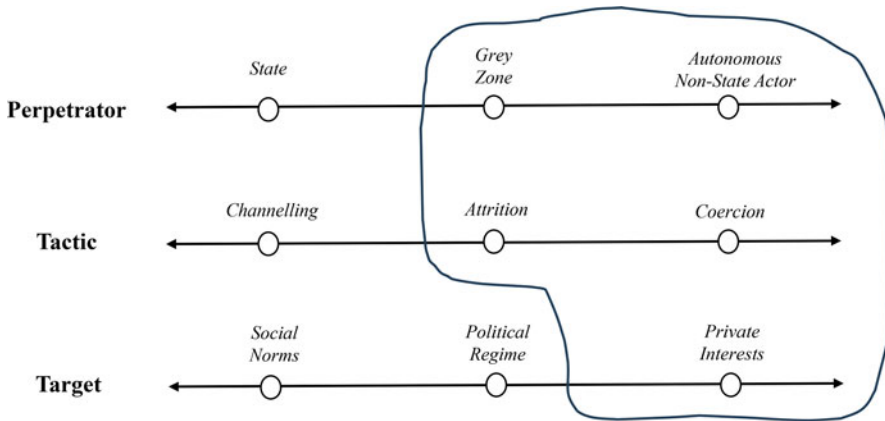 State
Grey
Zone
Autonomous
Non-State Actor
Perpetrator
Channelling
Attrition
Coercion
Tactic
Social
Norms
Political
Regime
Private
Interests
Target